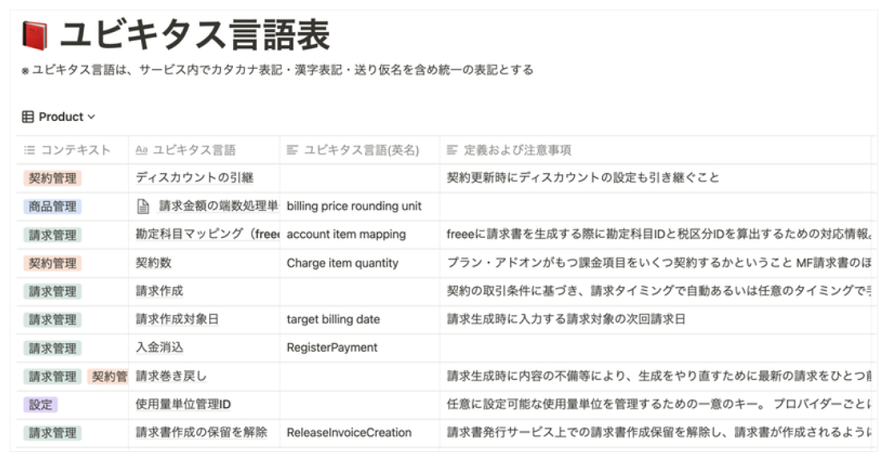 ユビキタス言語表
※ ユビキタス言語は、サービス内でカタカナ表記・漢字表記・送り仮名を含め統一の表記とする
Product
コンテキスト Aa ユビキタス言語 ユビキタス言語(英名) 定義および注意事項
契約管理 ディスカウントの引継 契約更新時にディスカウントの設定も引き継ぐこと
商品管理 請求金額の端数処理単 billing price rounding unit
請求管理 勘定科目マッピング（freee account item mapping freeeに請求書を生成する際に勘定科目IDと税区分IDを算出するための対応情報。
契約管理 契約数 Charge item quantity プラン・アドオンがもつ課金項目をいくつ契約するかということ MF請求書のほ
請求管理 請求作成 契約の取引条件に基づき、請求タイミングで自動あるいは任意のタイミングで手
請求管理 請求作成対象日 target billing date 請求生成時に入力する請求対象の次回請求日
請求管理 入金消込 RegisterPayment
請求管理 契約管 請求巻き戻し 請求生成時に内容の不備等により、生成をやり直すために最新の請求をひとつ前
設定 使用量単位管理ID 任意に設定可能な使用量単位を管理するための一意のキー。 プロバイダーごとに
請求管理 請求書作成の保留を解除 ReleaseInvoiceCreation 請求書発行サービス上での請求書作成保留を解除し、請求書が作成されるように